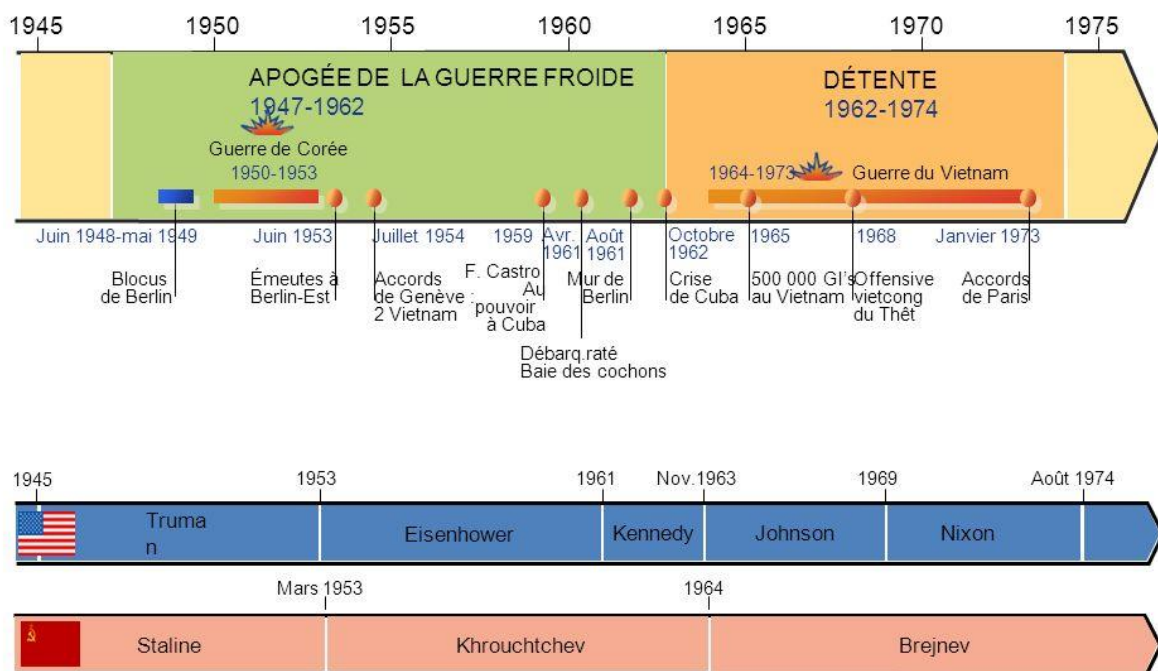 1945 1950 1955 1960 1965 1970 1975
APOGÉE DE LA GUERRE FROIDE
1947-1962
DÉTENTE
1962-1974
Guerre de Corée
1950-1953
1964-1973
Guerre du Vietnam
Juin 1948-mai 1949
Blocus
de Berlin
Juin 1953
Émeutes à
Berlin-Est
Juillet 1954
Accords
de Genève :
2 Vietnam
1959
F. Castro
Au
pouvoir
à Cuba
Avr.
1961
Débarq.raté
Baie des cochons
Août
1961
Mur de
Berlin
Octobre
1962
Crise
de Cuba
1965
500 000 GI's
au Vietnam
1968
Offensive
vietcong
du Thêt
Janvier 1973
Accords
de Paris
1945 1953 1961 Nov.1963 1969 Août 1974
Truma
n
Eisenhower
Kennedy
Johnson
Nixon
Mars 1953 1964
Staline
Khrouchtchev
Brejnev